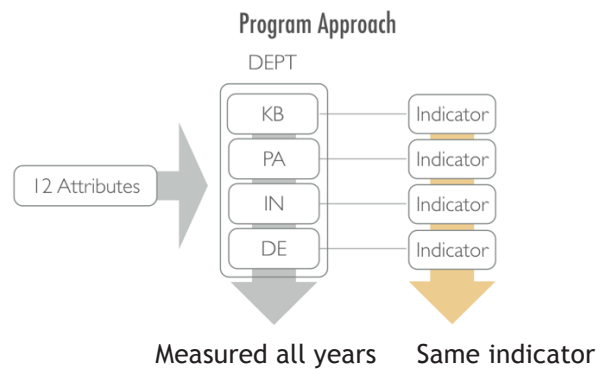 Program Approach
DEPT
KB
Indicator
PA
Indicator
12 Attributes
IN
Indicator
DE
Indicator
Measured all years
Same indicator